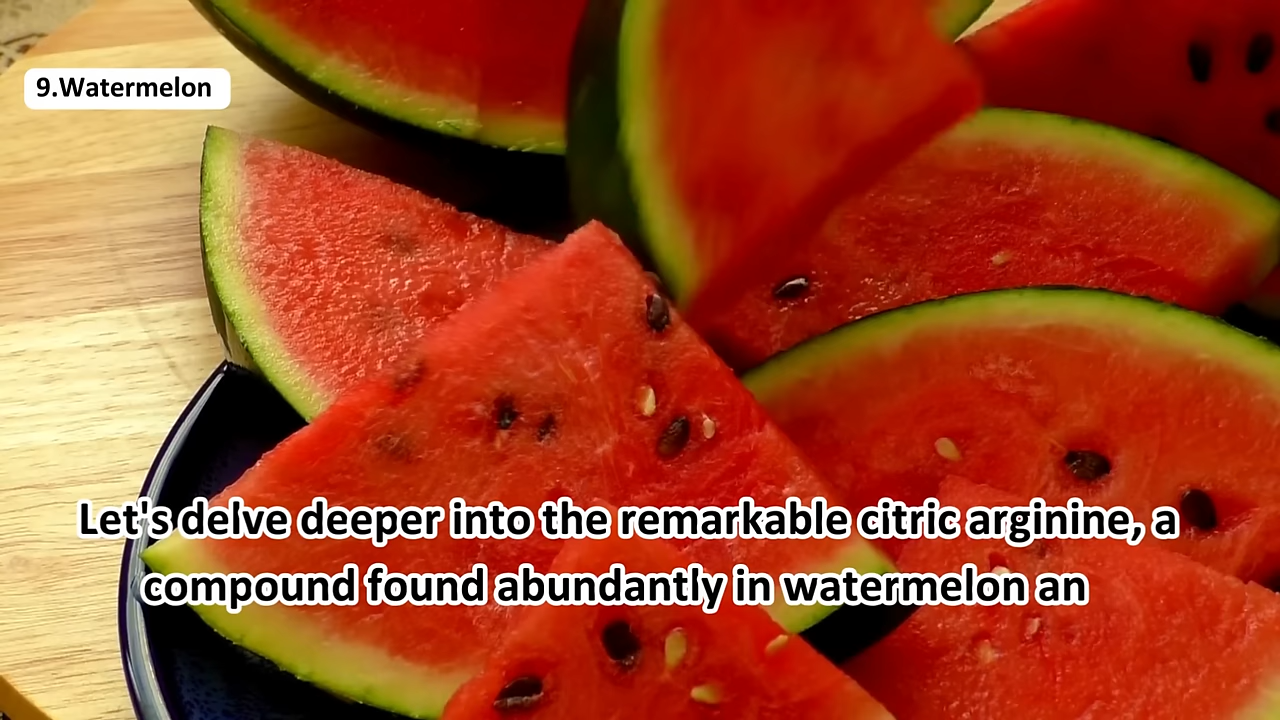 9.Watermelon
Let's delve deeper into the remarkable citric arginine, a
compound found abundantly in watermelon an